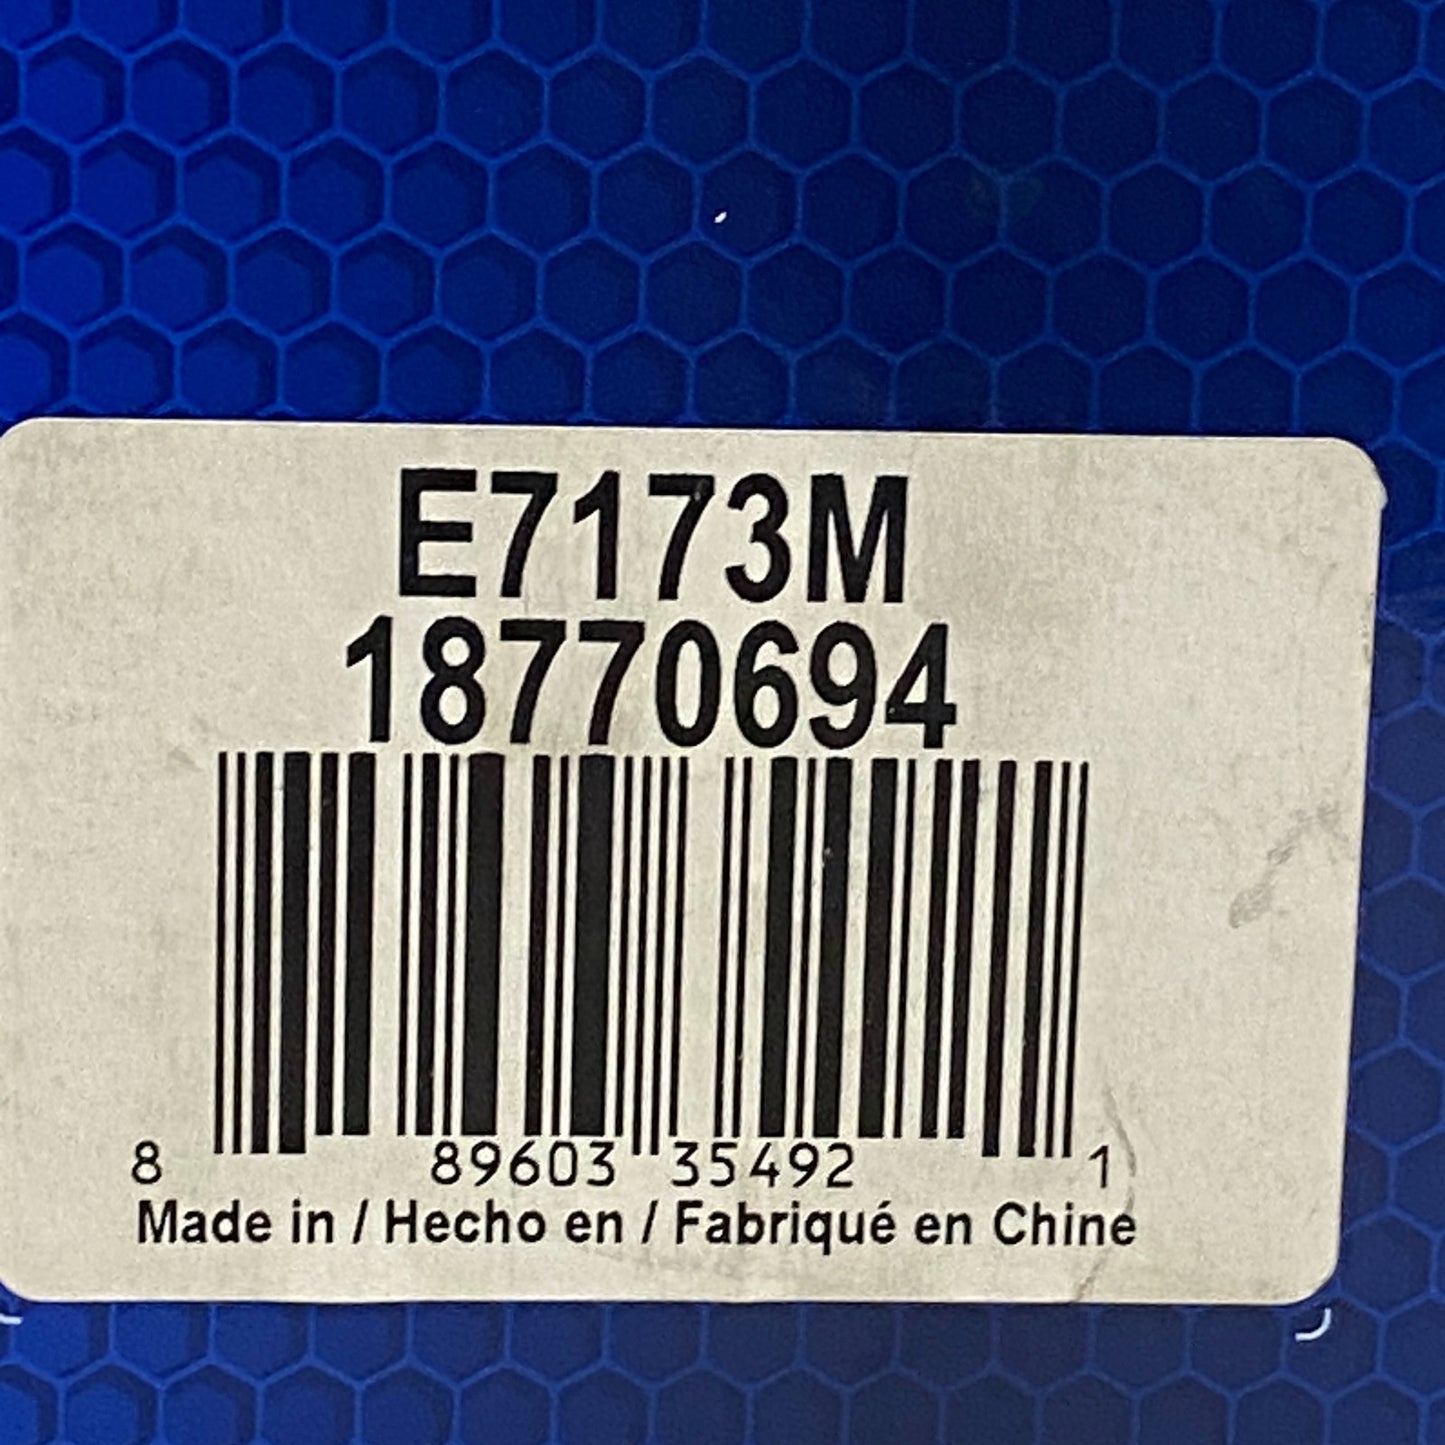 E7173M
18770694
8 89603 35492 1
Made in / Hecho en / Fabriqué en Chine